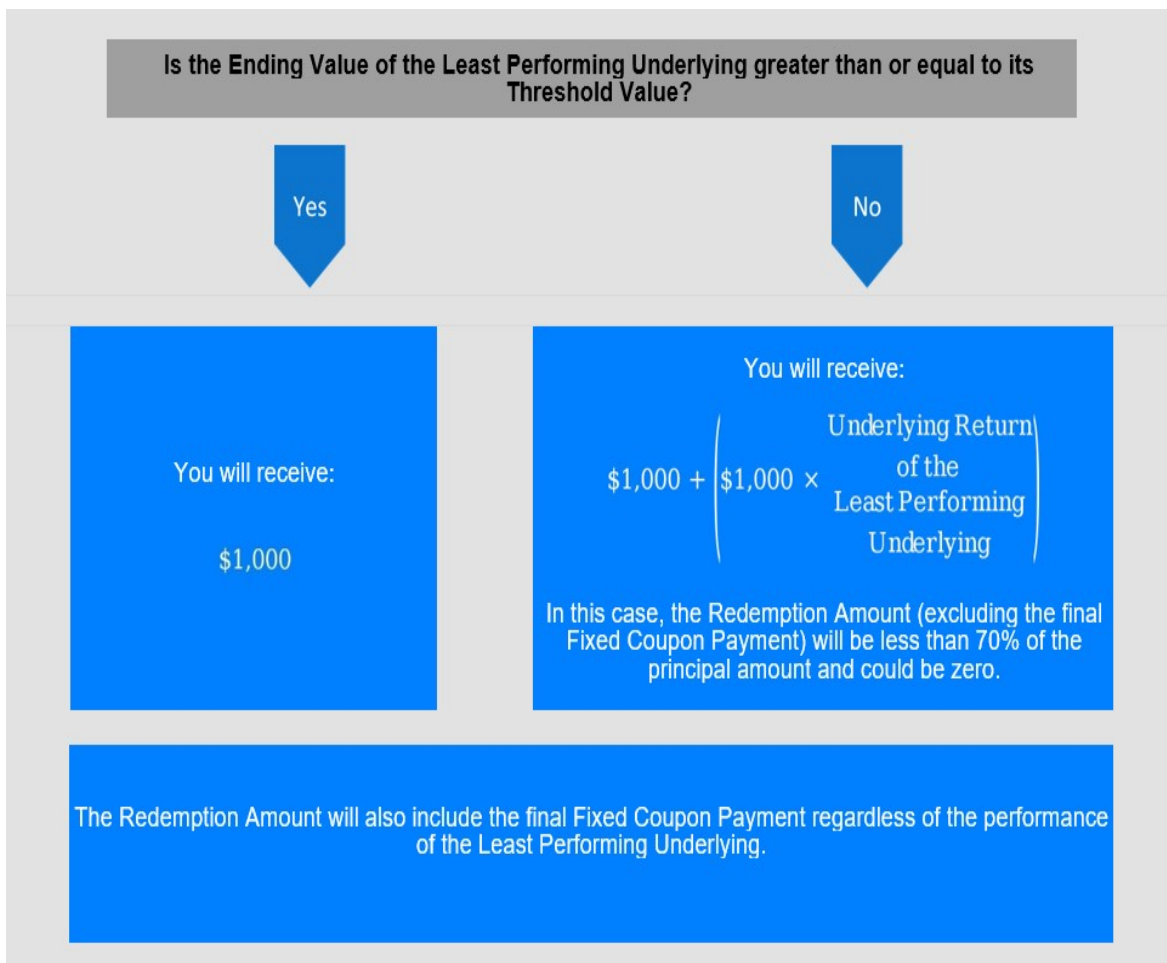 Is the Ending Value of the Least Performing Underlying greater than or equal to its
Threshold Value?
Yes
No
You will receive:
$1,000
You will receive:
$1,000 + ($1,000 × Underlying Return
of the
Least Performing
Underlying)
In this case, the Redemption Amount (excluding the final
Fixed Coupon Payment) will be less than 70% of the
principal amount and could be zero.
The Redemption Amount will also include the final Fixed Coupon Payment regardless of the performance
of the Least Performing Underlying.